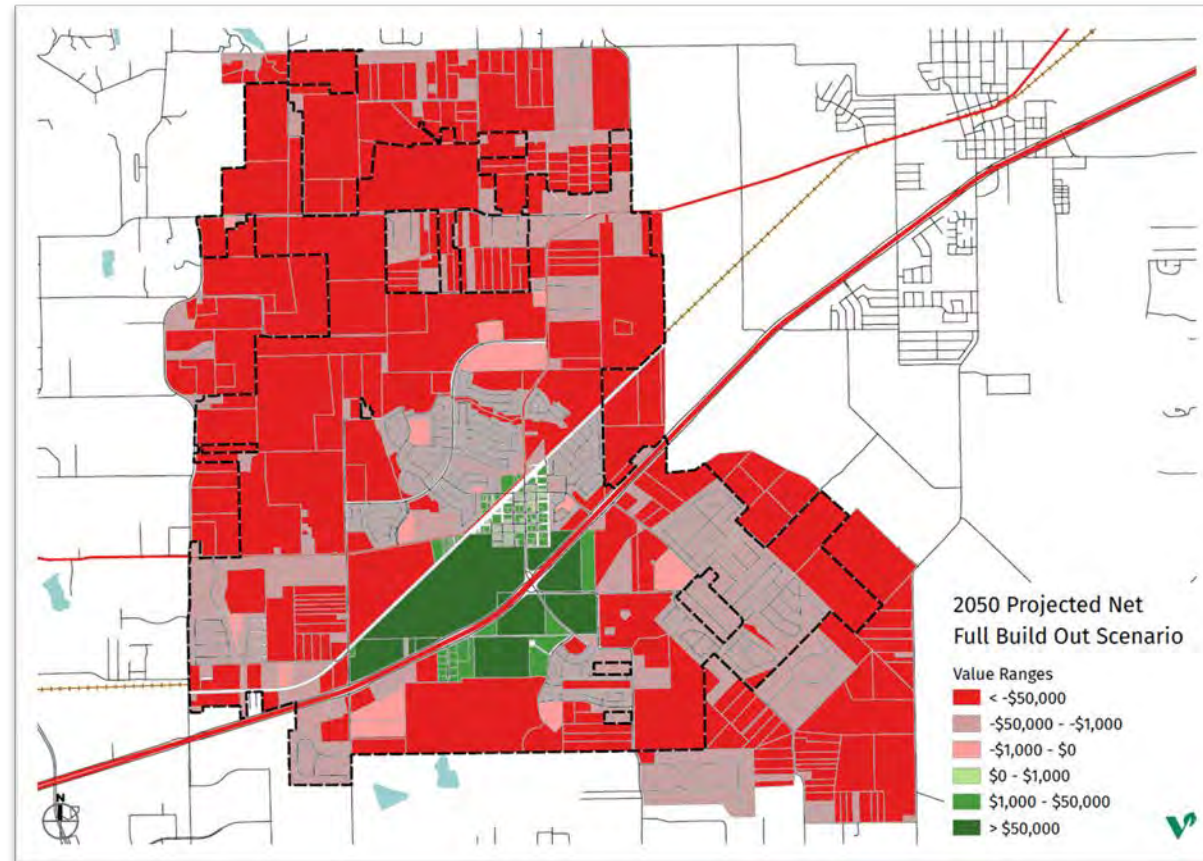 2050 Projected Net
Full Build Out Scenario
Value Ranges
< -$50,000
-$50,000 - -$1,000
-$1,000 - $0
$0 - $1,000
$1,000 - $50,000
> $50,000
N
V